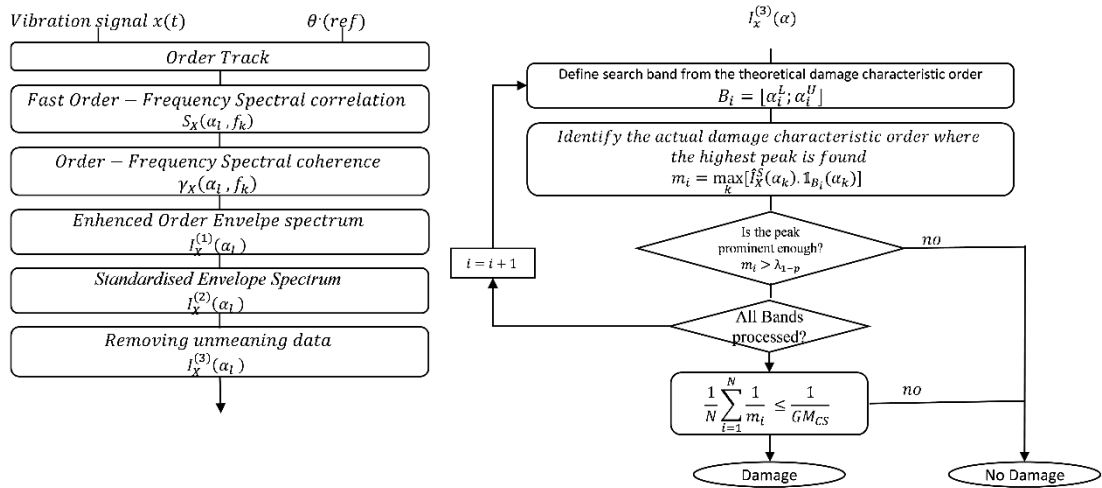 Vibration signal x(t)
θ·(ref)
Order Track
Fast Order − Frequency Spectral correlation
S_X(α_l , f_k)
Order − Frequency Spectral coherence
γ_X(α_l , f_k)
Enhenced Order Envelpe spectrum
I_X^(1)(α_l)
Standardised Envelope Spectrum
I_X^(2)(α_l)
Removing unmeaning data
I_X^(3)(α_l)
I_x^(3)(α)
Define search band from the theoretical damage characteristic order
B_i = ⌊α_i^L; α_i^U⌋
Identify the actual damage characteristic order where
the highest peak is found
m_i = max_k[Î_X^S(α_k). 𝟙_{B_i}(α_k)]
Is the peak
prominent enough?
m_i > λ_{1−p}
no
i = i + 1
All Bands
processed?
1/N ∑_{i=1}^N 1/m_i ≤ 1/GM_CS
no
Damage
No Damage